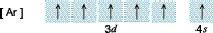 [ Ar ] ↑ ↑ ↑ ↑ ↑ ↑
3d 4s